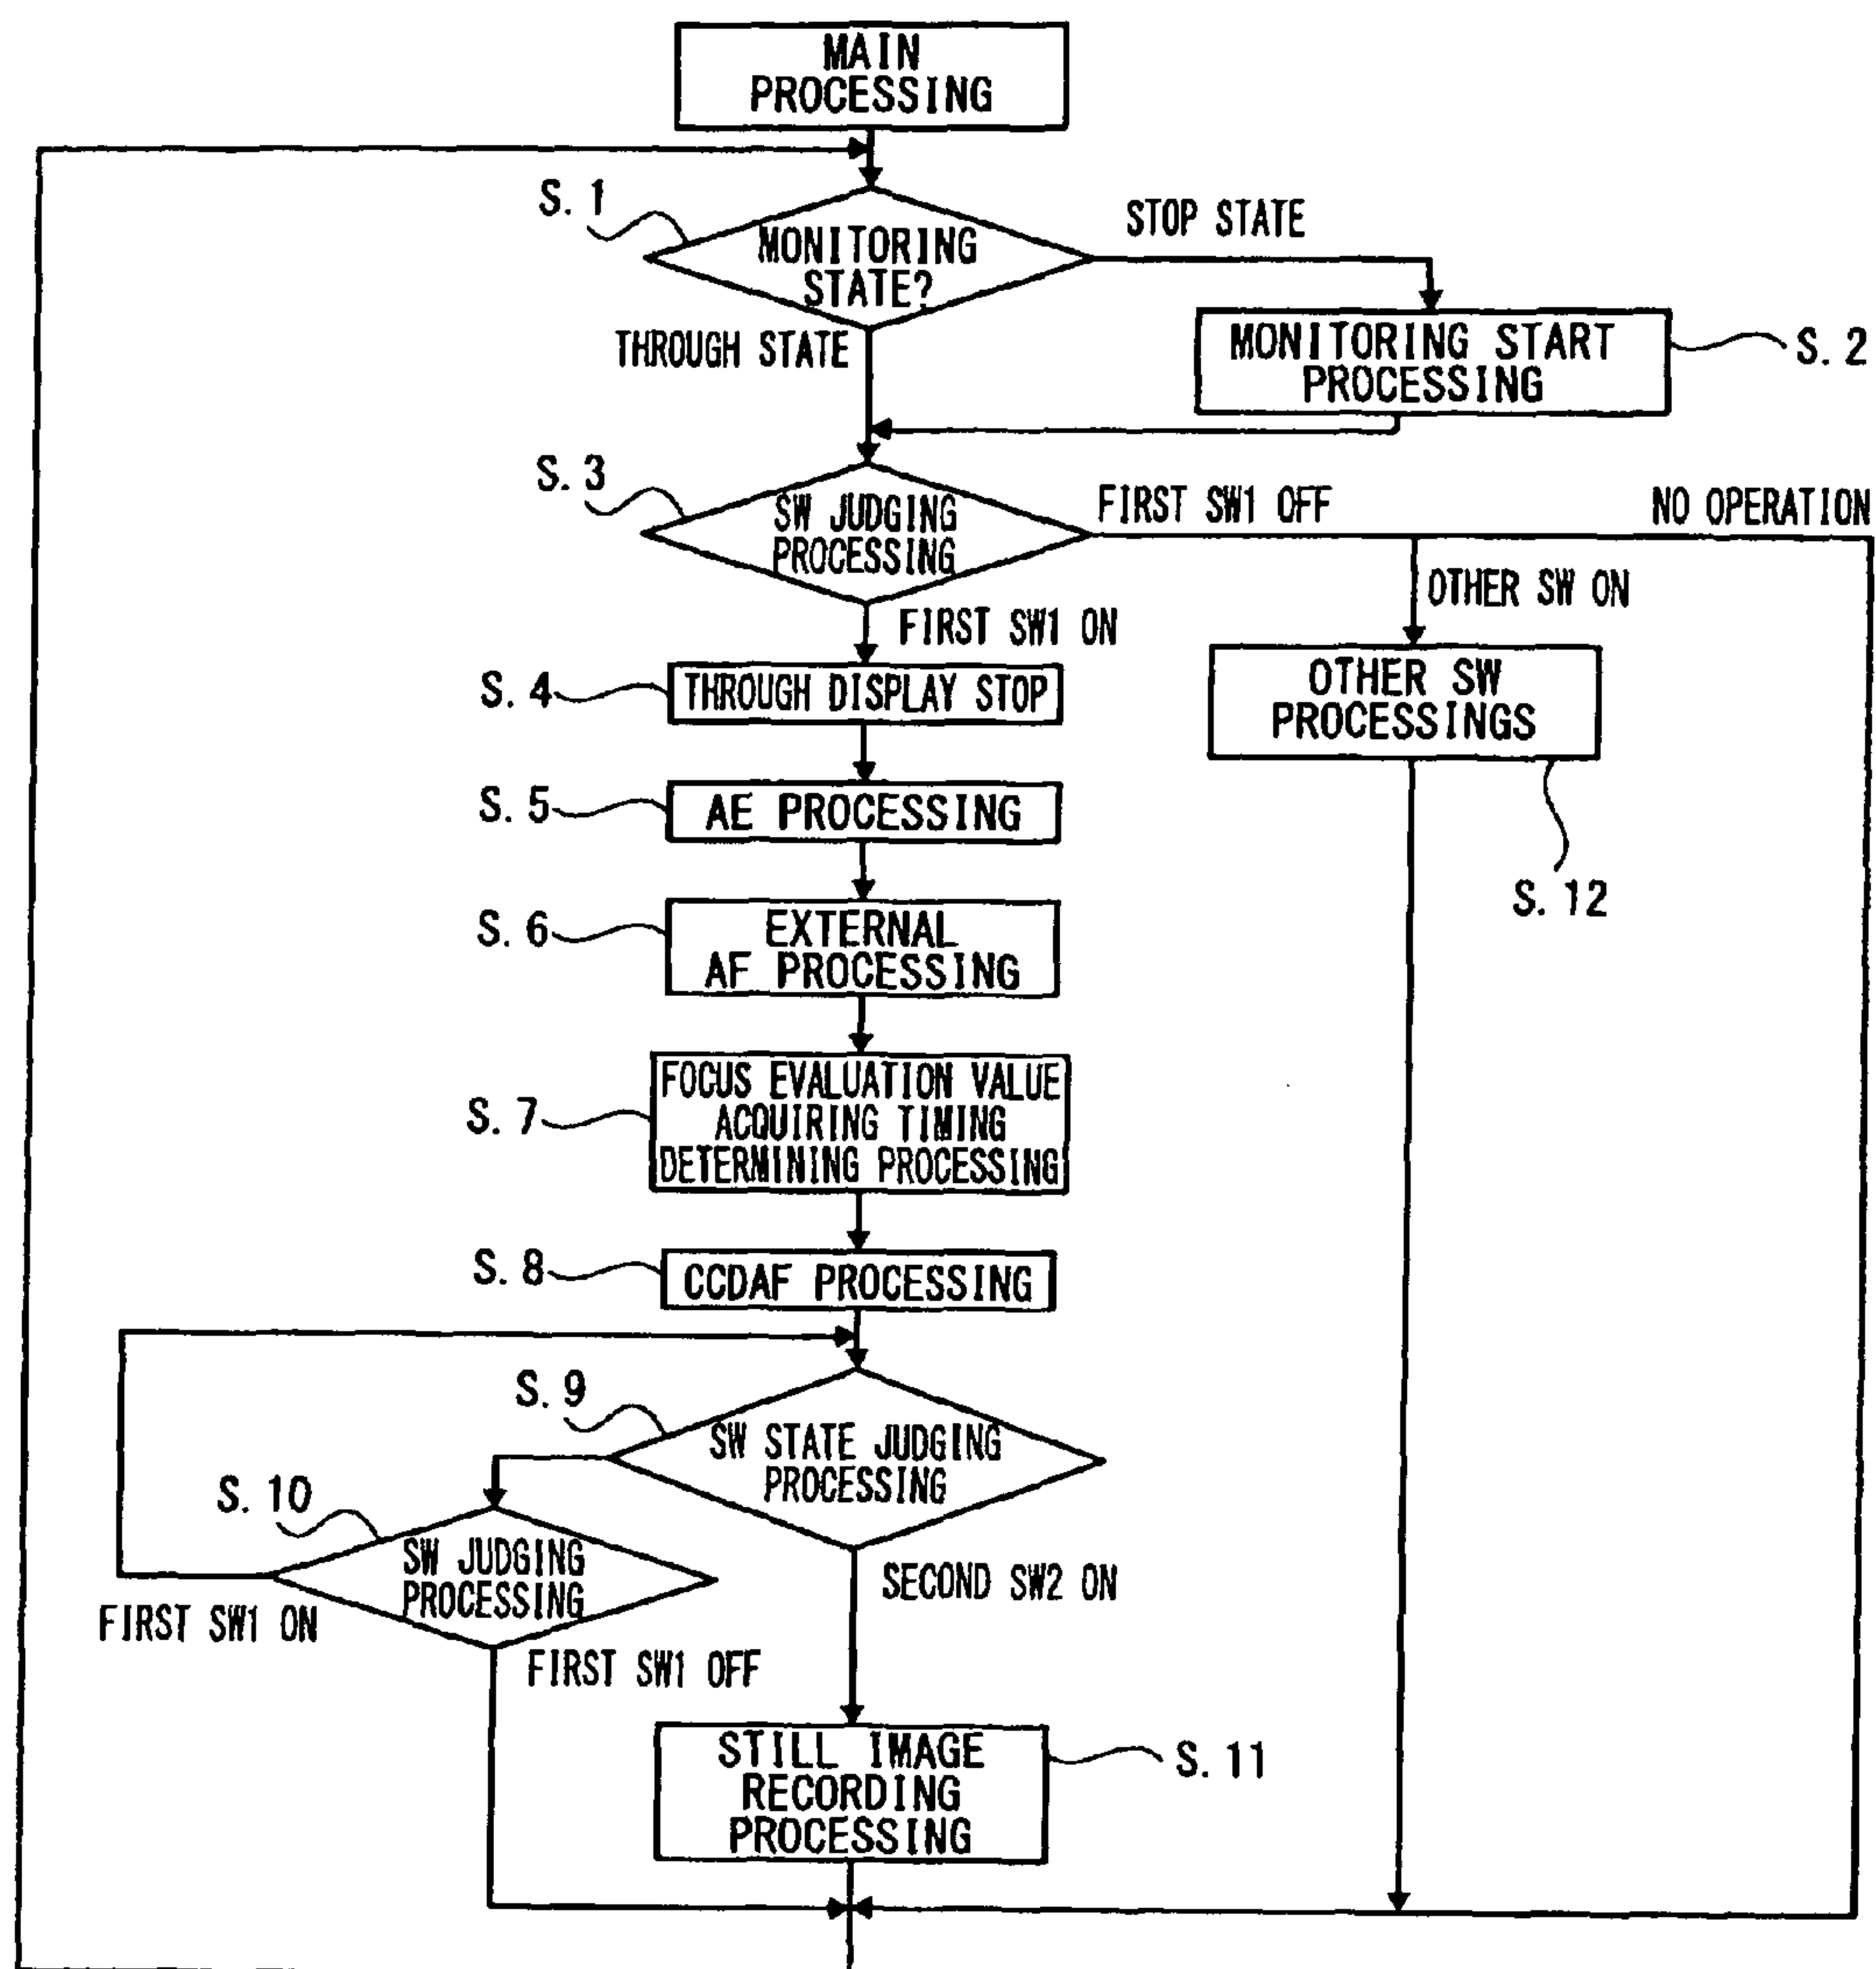 MAIN
PROCESSING
S. 1
MONITORING
STATE?
STOP STATE
THROUGH STATE
MONITORING START
PROCESSING
S. 2
S. 3
SW JUDGING
PROCESSING
FIRST SW1 OFF
NO OPERATION
OTHER SW ON
FIRST SW1 ON
S. 4
THROUGH DISPLAY STOP
OTHER SW
PROCESSINGS
S. 12
S. 5
AE PROCESSING
S. 6
EXTERNAL
AF PROCESSING
S. 7
FOCUS EVALUATION VALUE
ACQUIRING TIMING
DETERMINING PROCESSING
S. 8
CCDAF PROCESSING
S. 9
SW STATE JUDGING
PROCESSING
S. 10
SW JUDGING
PROCESSING
SECOND SW2 ON
FIRST SW1 ON
FIRST SW1 OFF
STILL IMAGE
RECORDING
PROCESSING
S. 11